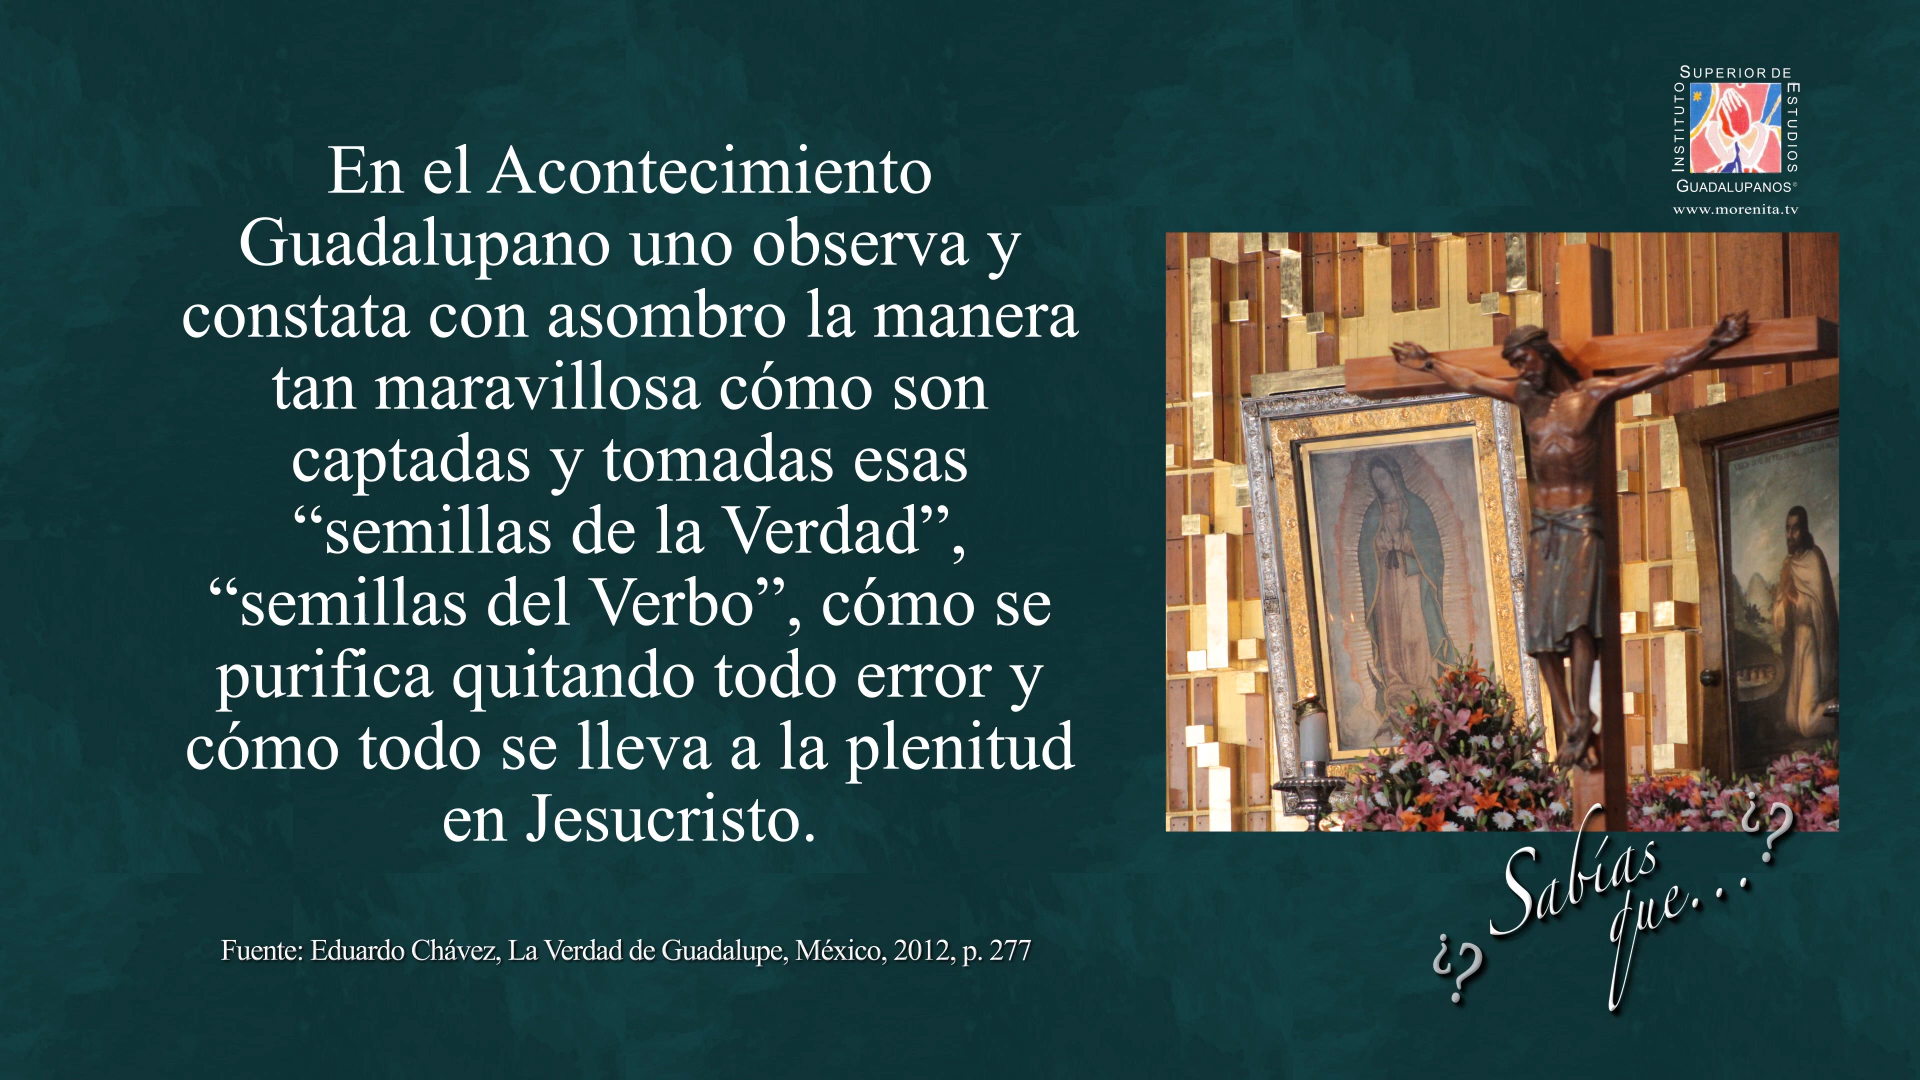 En el Acontecimiento
Guadalupano uno observa y
constata con asombro la manera
tan maravillosa cómo son
captadas y tomadas esas
“semillas de la Verdad”,
“semillas del Verbo”, cómo se
purifica quitando todo error y
cómo todo se lleva a la plenitud
en Jesucristo.
Fuente: Eduardo Chávez, La Verdad de Guadalupe, México, 2012, p. 277
INSTITUTO
SUPERIOR DE
ESTUDIOS
GUADALUPANOS®
www.morenita.tv
¿?
Sabías
que...
¿?